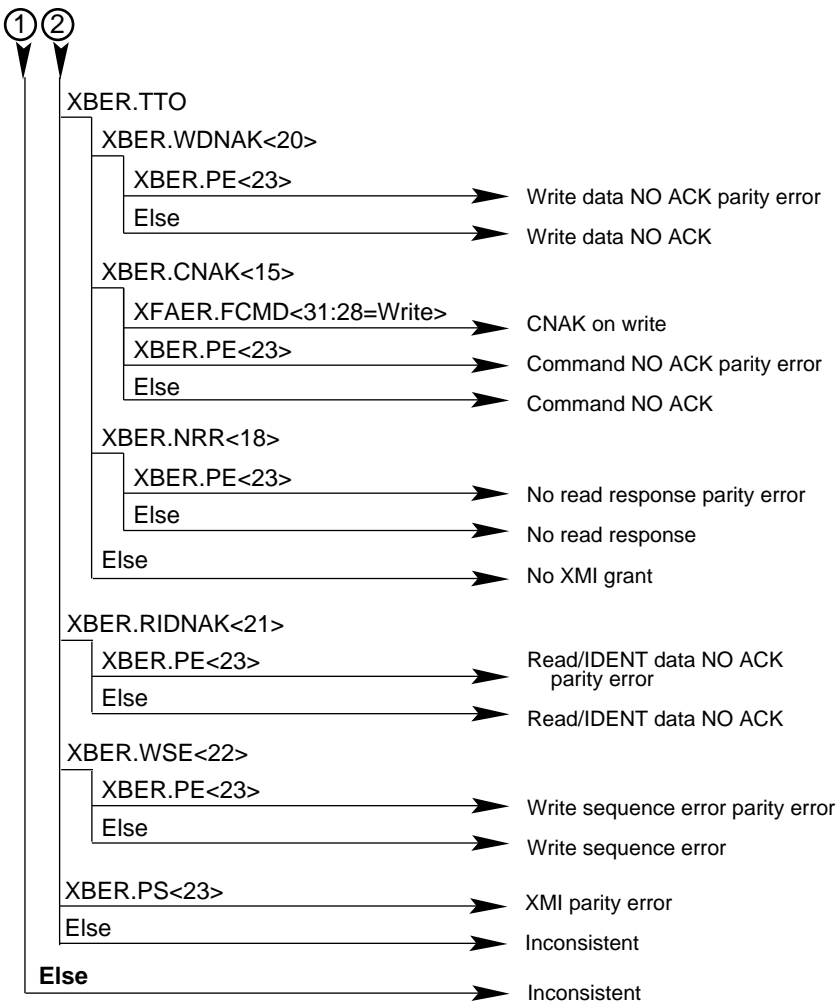 1 2
XBER.TTO
XBER.WDNAK<20>
XBER.PE<23>
Write data NO ACK parity error
Else
Write data NO ACK
XBER.CNAK<15>
XFAER.FCMD<31:28=Write>
CNAK on write
XBER.PE<23>
Command NO ACK parity error
Else
Command NO ACK
XBER.NRR<18>
XBER.PE<23>
No read response parity error
Else
No read response
Else
No XMI grant
XBER.RIDNAK<21>
XBER.PE<23>
Read/IDENT data NO ACK
parity error
Else
Read/IDENT data NO ACK
XBER.WSE<22>
XBER.PE<23>
Write sequence error parity error
Else
Write sequence error
XBER.PS<23>
XMI parity error
Else
Inconsistent
Else
Inconsistent